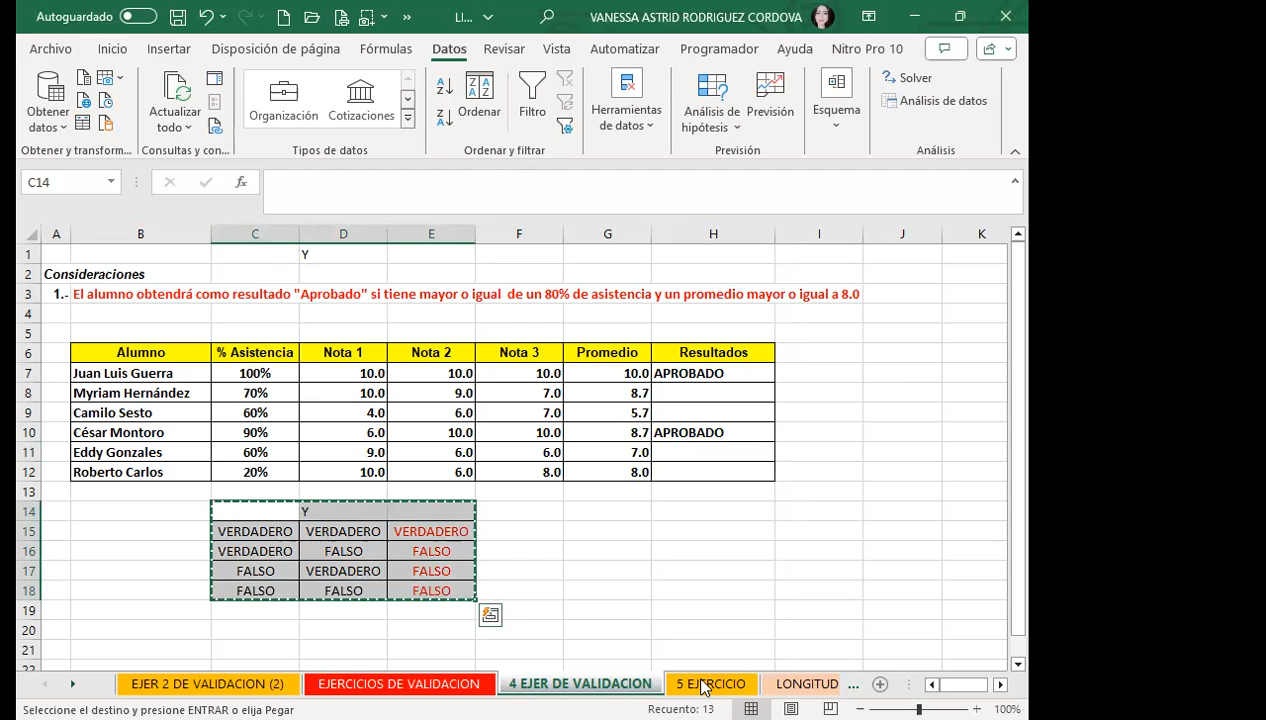 Autoguardado
LI...
VANESSA ASTRID RODRIGUEZ CORDOVA
Archivo Inicio Insertar Disposición de página Fórmulas Datos Revisar Vista Automatizar Programador Ayuda Nitro Pro 10
Obtener datos
Actualizar todo
Organización
Cotizaciones
Ordenar
Filtro
Herramientas de datos
Análisis de hipótesis
Previsión
Esquema
Solver
Análisis de datos
Obtener y transform... Consultas y con... Tipos de datos Ordenar y filtrar Previsión Análisis
C14
fx
A B C D E F G H I J K
1 Y
2 Consideraciones
3 1.- El alumno obtendrá como resultado "Aprobado" si tiene mayor o igual de un 80% de asistencia y un promedio mayor o igual a 8.0
4
5
6 Alumno % Asistencia Nota 1 Nota 2 Nota 3 Promedio Resultados
7 Juan Luis Guerra 100% 10.0 10.0 10.0 10.0 APROBADO
8 Myriam Hernández 70% 10.0 9.0 7.0 8.7
9 Camilo Sesto 60% 4.0 6.0 7.0 5.7
10 César Montoro 90% 6.0 10.0 10.0 8.7 APROBADO
11 Eddy Gonzales 60% 9.0 6.0 6.0 7.0
12 Roberto Carlos 20% 10.0 6.0 8.0 8.0
13
14 Y
15 VERDADERO VERDADERO VERDADERO
16 VERDADERO FALSO FALSO
17 FALSO VERDADERO FALSO
18 FALSO FALSO FALSO
19
20
21
22
EJER 2 DE VALIDACION (2) EJERCICIOS DE VALIDACION 4 EJER DE VALIDACION 5 EJERCICIO LONGITUD ...
Seleccione el destino y presione ENTRAR o elija Pegar Recuento: 13 100%